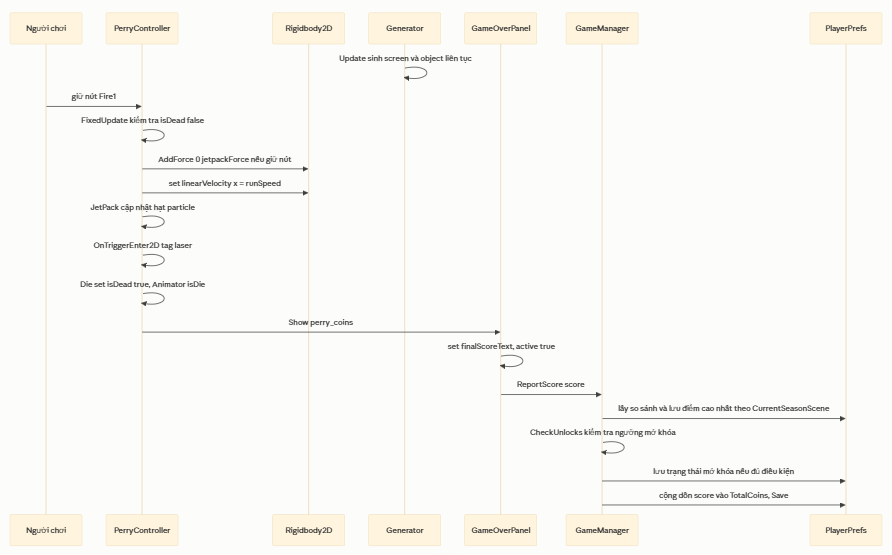 Người chơi
PerryController
Rigidbody2D
Generator
GameOverPanel
GameManager
PlayerPrefs
Update sinh screen và object liên tục
giữ nút Fire1
FixedUpdate kiểm tra isDead false
AddForce 0 jetpackForce nếu giữ nút
set linearVelocity x = runSpeed
JetPack cập nhật hạt particle
OnTriggerEnter2D tag laser
Die set isDead true, Animator isDie
Show perry_coins
set finalScoreText, active true
ReportScore score
lấy so sánh và lưu điểm cao nhất theo CurrentSeasonScene
CheckUnlocks kiểm tra ngưỡng mở khóa
lưu trạng thái mở khóa nếu đủ điều kiện
cộng dồn score vào TotalCoins, Save
Người chơi
PerryController
Rigidbody2D
Generator
GameOverPanel
GameManager
PlayerPrefs